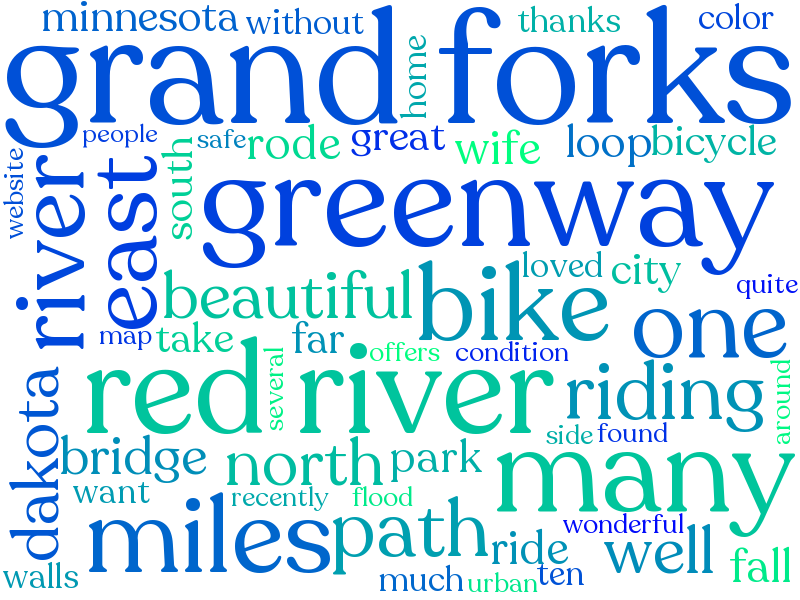 minnesota without thanks color
grand forks
home
people safe rode great wife loop bicycle
website
river
east
south
greenway
loved city
quite
beautiful bike one
map take far offers condition
several
red river riding
around
dakota
side found
bridge north park many
want recently flood
miles path wonderful
ride well fall
walls much urban ten